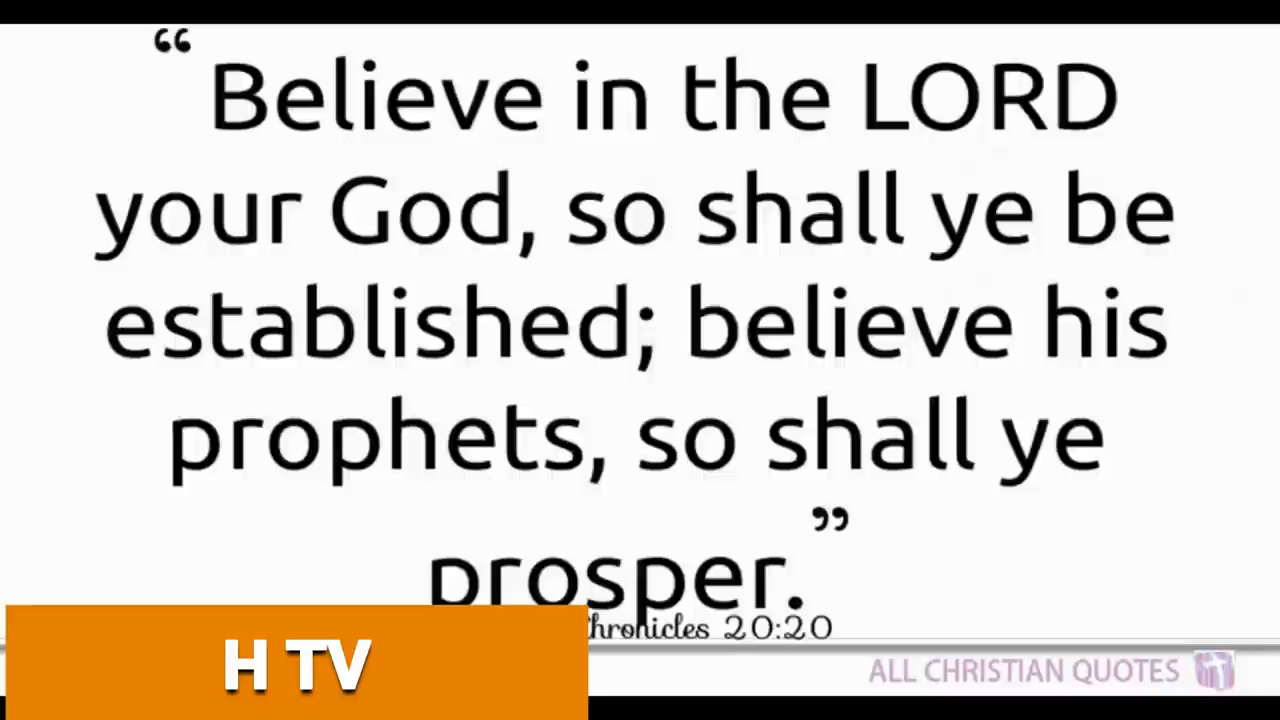 “ Believe in the LORD
your God, so shall ye be
established; believe his
prophets, so shall ye
prosper. ”
Chronicles 20:20
ALL CHRISTIAN QUOTES
H TV